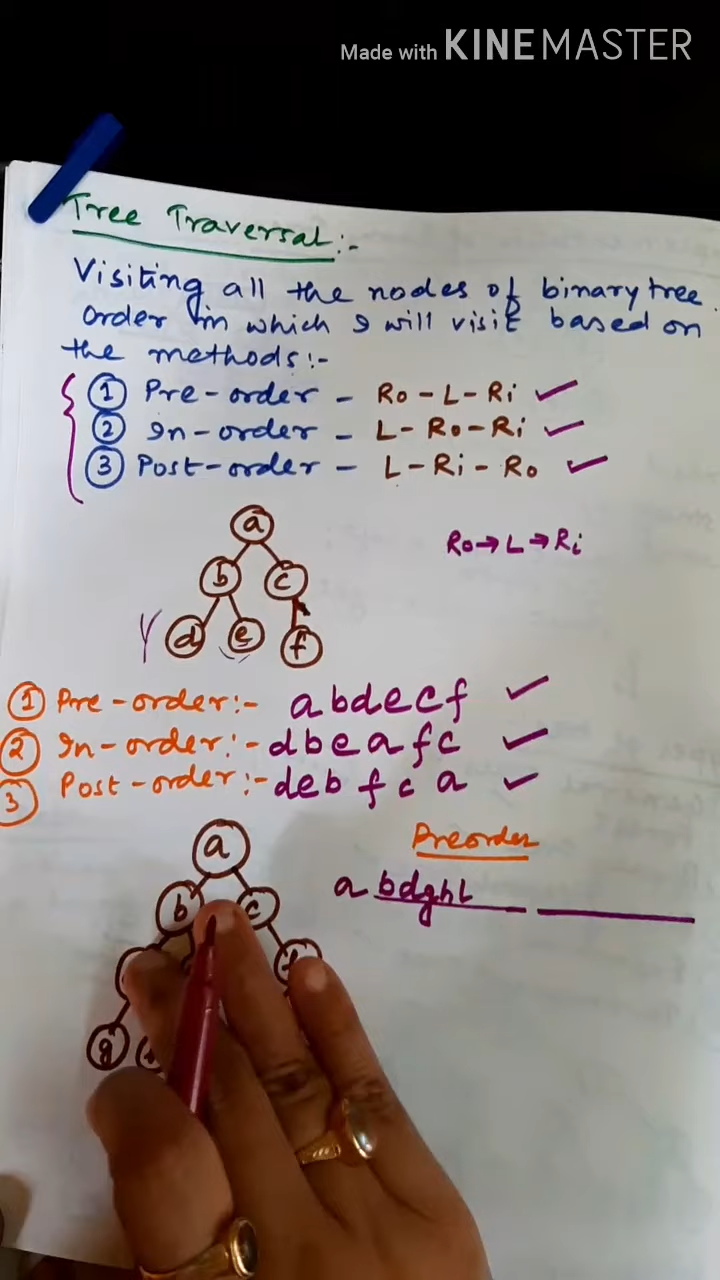 Made with KINEMASTER
Tree Traversal:-
Visiting all the nodes of binary tree.
Order in which I will visit based on
the methods:-
① Pre-order - Ro-L-Ri
② In-order - L-Ro-Ri
③ Post-order - L-Ri-Ro
a
Ro→L→Ri
b c
d e f
① Pre-order:- abdecf
② In-order:- dbeafc
③ Post-order:- debfca
a
Preorder
a bdghl
b c
f
g